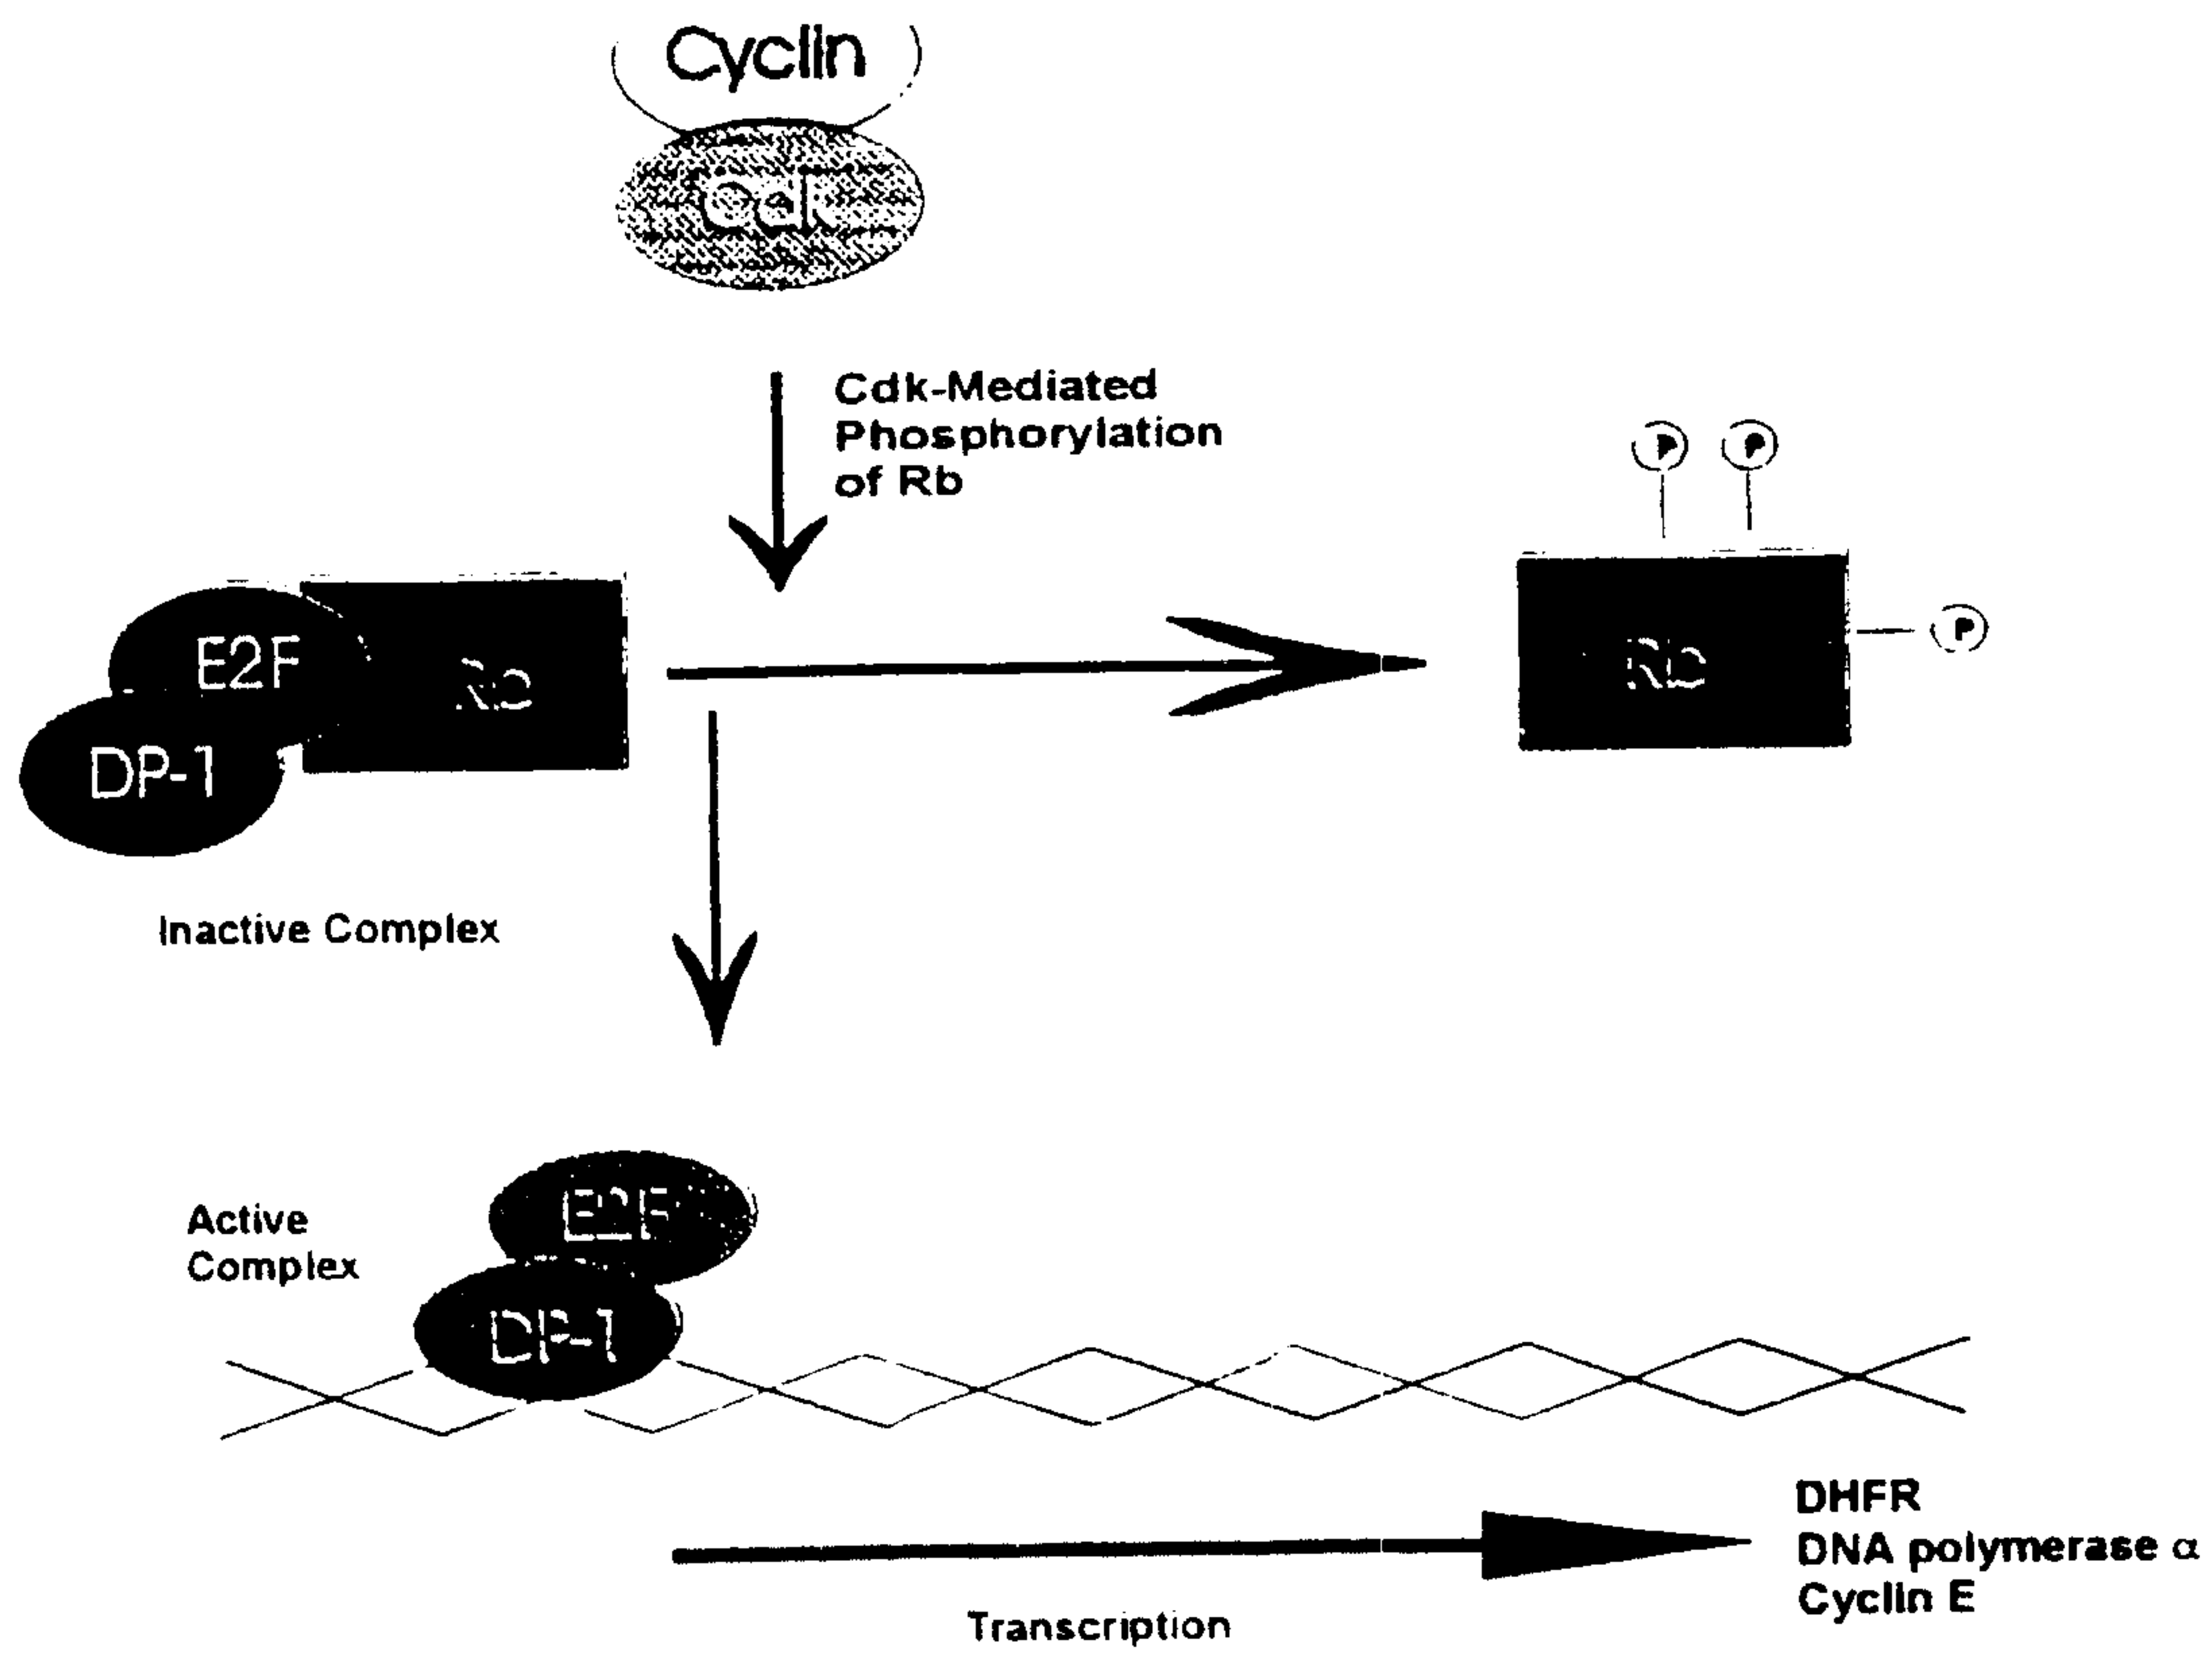 Cyclin
Cdk
Cdk-Mediated
Phosphorylation
of Rb
P P
P
E2F
Rb
Rb
DP-1
Inactive Complex
Active
Complex
E2F
DP-1
DHFR
DNA polymerase α
Cyclin E
Transcription